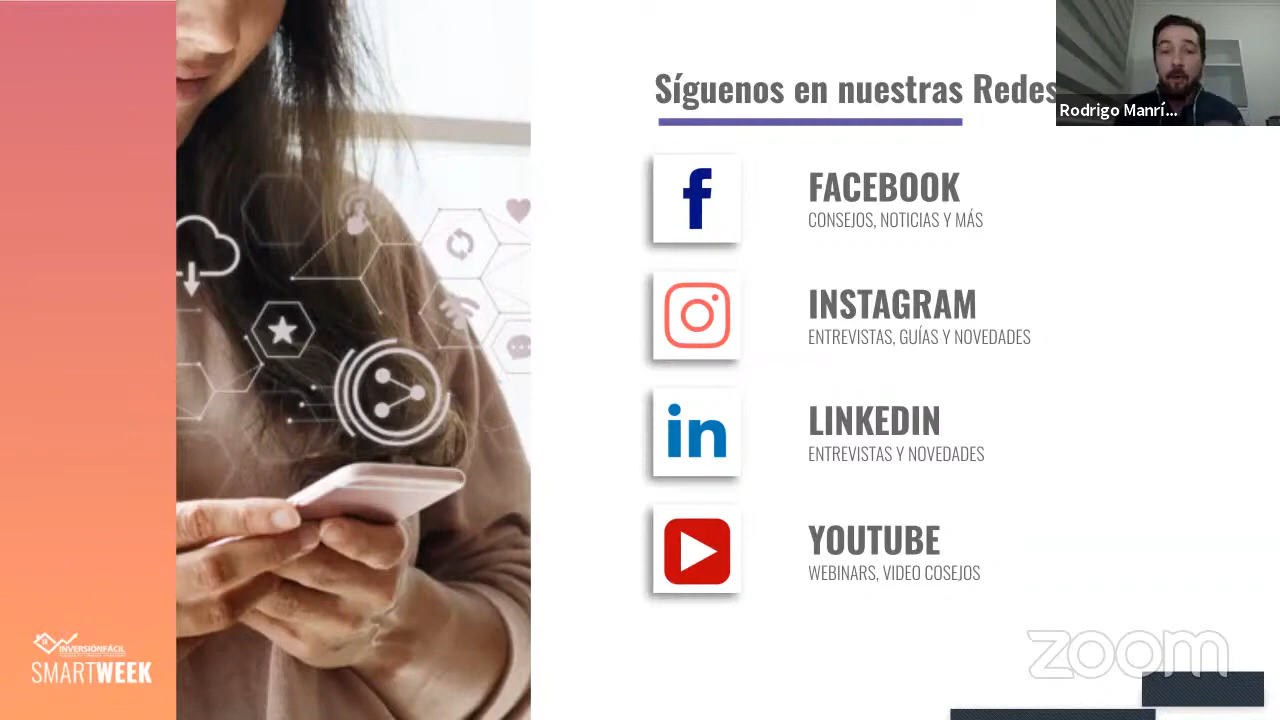 Síguenos en nuestras Redes
Rodrigo Manrí...
FACEBOOK
CONSEJOS, NOTICIAS Y MÁS
INSTAGRAM
ENTREVISTAS, GUÍAS Y NOVEDADES
LINKEDIN
ENTREVISTAS Y NOVEDADES
YOUTUBE
WEBINARS, VIDEO COSEJOS
INVERSIÓNFÁCIL
SMARTWEEK
zoom